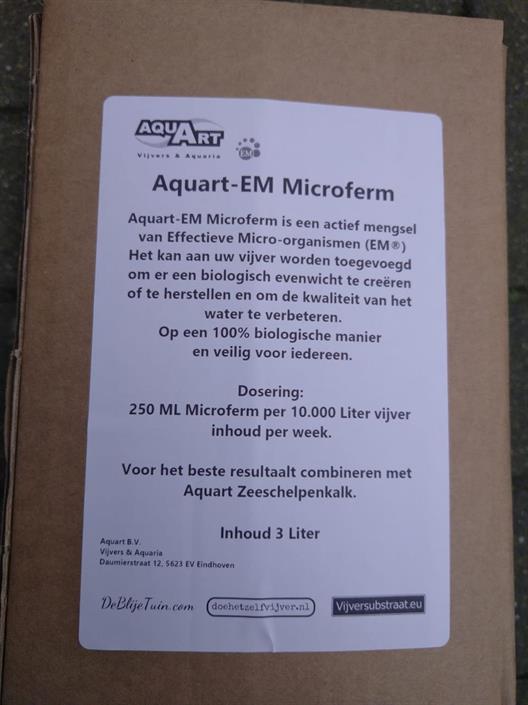 AQUART
Vijvers & Aquaria
EM
Aquart-EM Microferm
Aquart-EM Microferm is een actief mengsel
van Effectieve Micro-organismen (EM®)
Het kan aan uw vijver worden toegevoegd
om er een biologisch evenwicht te creëren
of te herstellen en om de kwaliteit van het
water te verbeteren.
Op een 100% biologische manier
en veilig voor iedereen.
Dosering:
250 ML Microferm per 10.000 Liter vijver
inhoud per week.
Voor het beste resultaalt combineren met
Aquart Zeeschelpenkalk.
Inhoud 3 Liter
Aquart B.V.
Vijvers & Aquaria
Daumierstraat 12, 5623 EV Eindhoven
DeBlijeTuin.com
doehetzelfvijver.nl
Vijversubstraat.eu